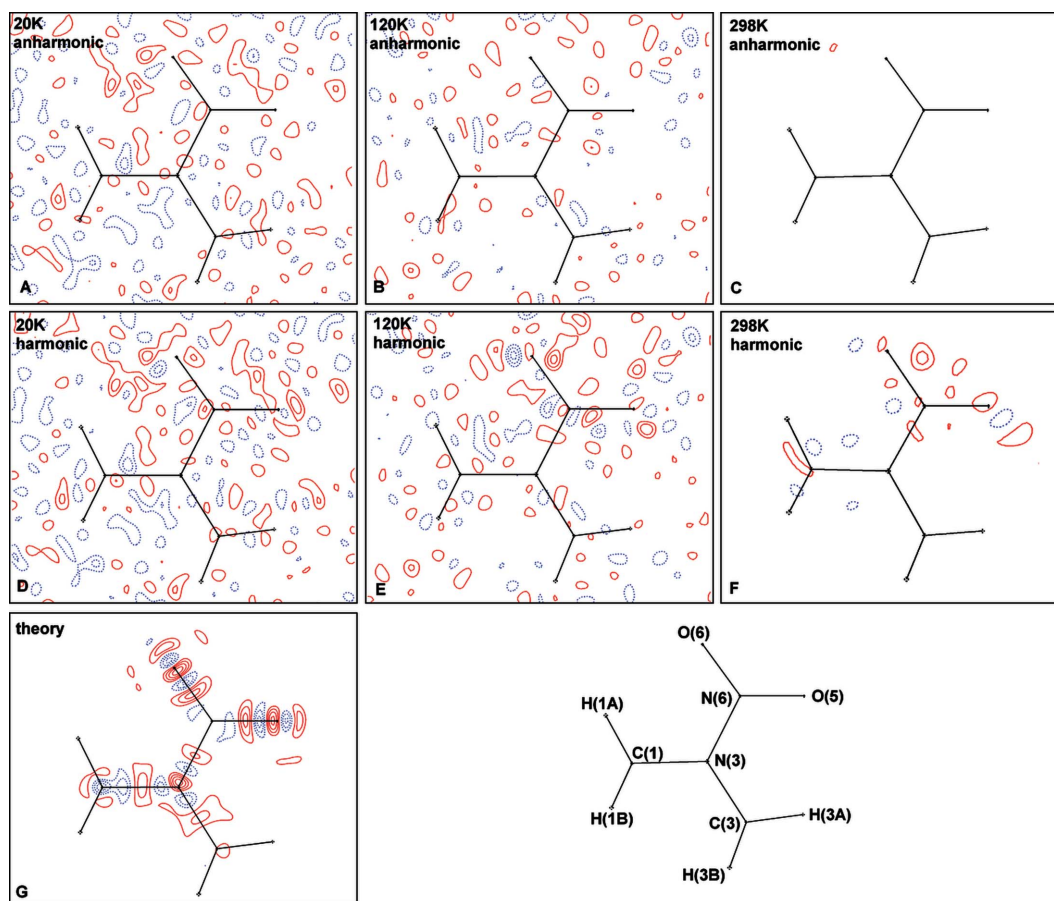 20K
anharmonic
A
120K
anharmonic
B
298K
anharmonic
C
20K
harmonic
D
120K
harmonic
E
298K
harmonic
F
theory
G
O(6)
N(6)
O(5)
H(1A)
C(1)
N(3)
H(1B)
C(3)
H(3A)
H(3B)